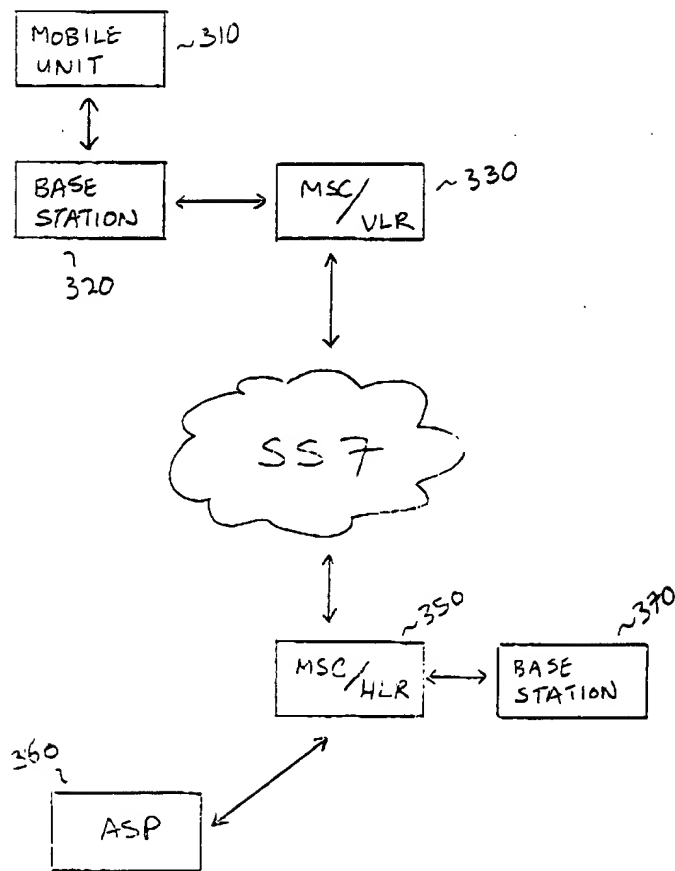 MOBILE
UNIT
~310
BASE
STATION
320
MSC/
VLR
~330
SS7
~350
MSC/
HLR
~370
BASE
STATION
360
ASP